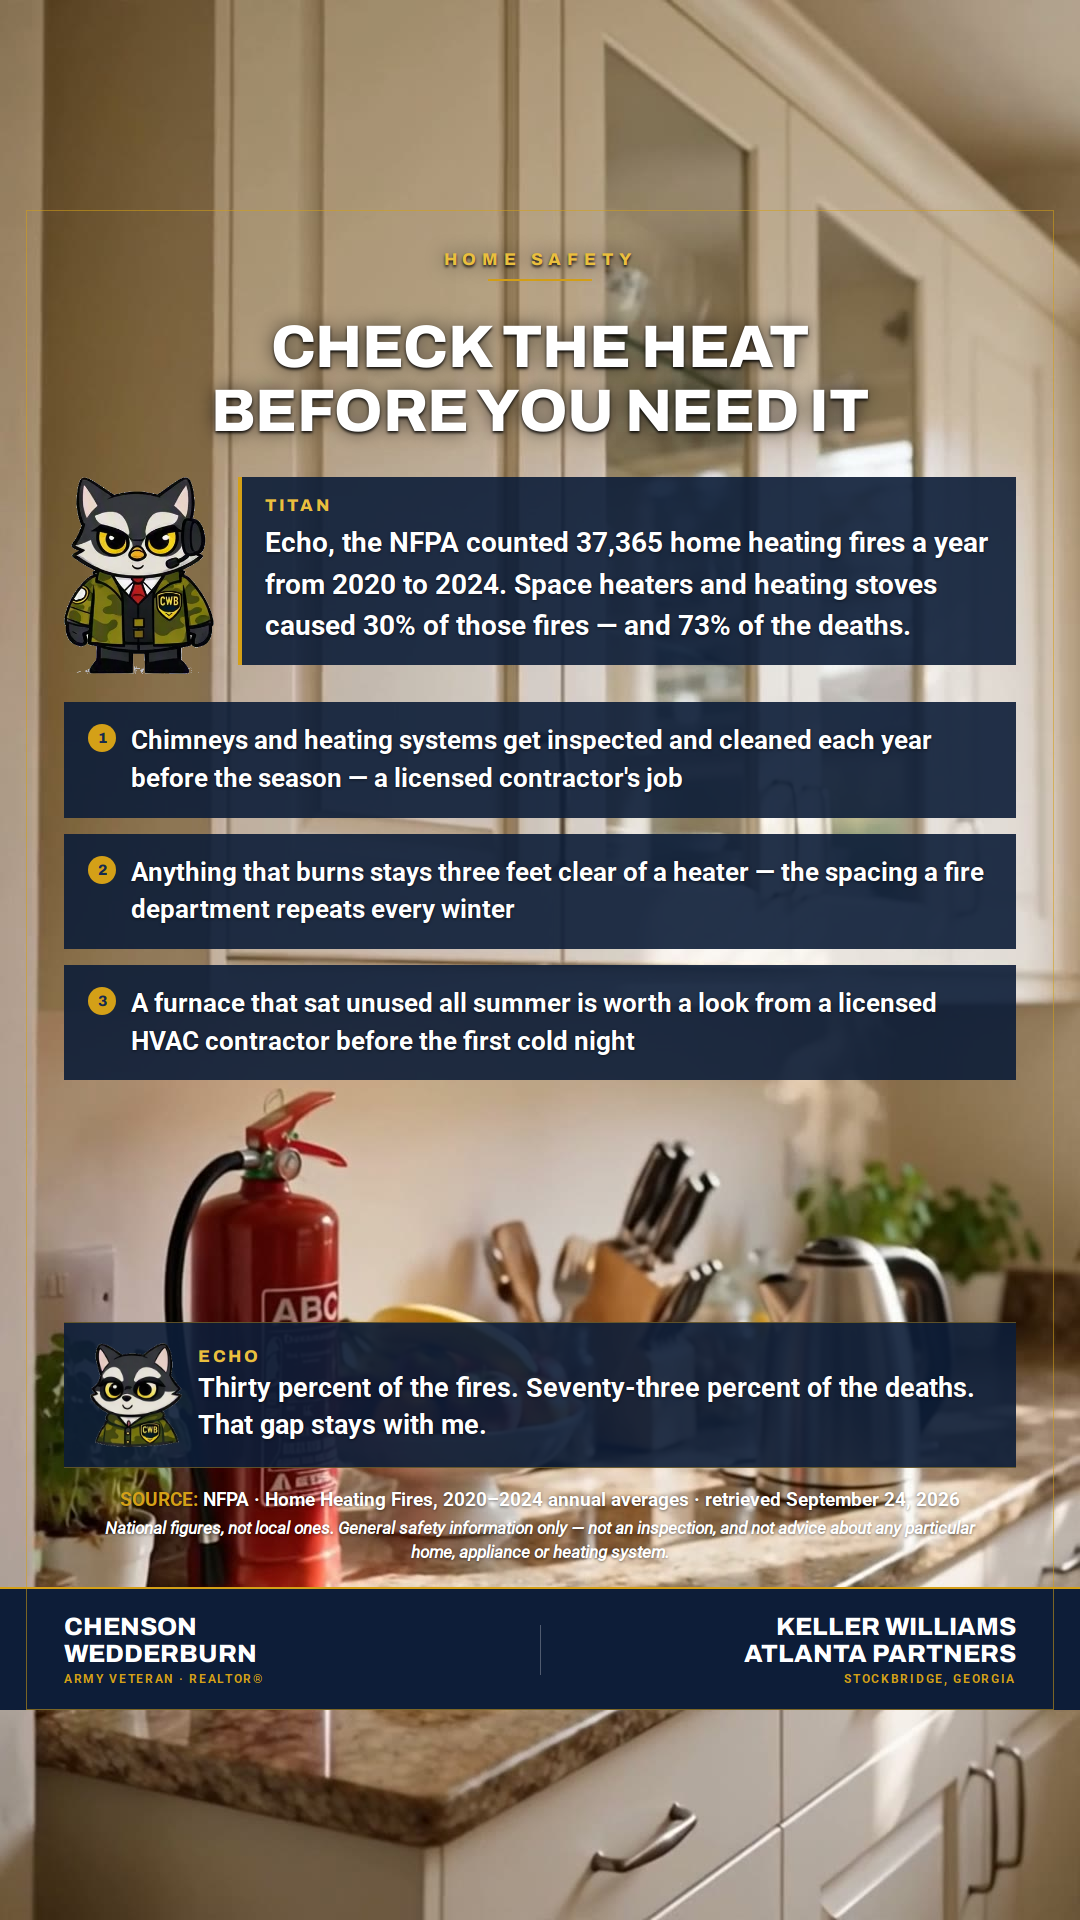 HOME SAFETY
CHECK THE HEAT
BEFORE YOU NEED IT
TITAN
Echo, the NFPA counted 37,365 home heating fires a year
from 2020 to 2024. Space heaters and heating stoves
caused 30% of those fires — and 73% of the deaths.
CWB
1 Chimneys and heating systems get inspected and cleaned each year
before the season — a licensed contractor's job
2 Anything that burns stays three feet clear of a heater — the spacing a fire
department repeats every winter
3 A furnace that sat unused all summer is worth a look from a licensed
HVAC contractor before the first cold night
ABC
ECHO
Thirty percent of the fires. Seventy-three percent of the deaths.
That gap stays with me.
CWB
SOURCE: NFPA · Home Heating Fires, 2020–2024 annual averages · retrieved September 24, 2026
National figures, not local ones. General safety information only — not an inspection, and not advice about any particular
home, appliance or heating system.
CHENSON
WEDDERBURN
ARMY VETERAN · REALTOR®
KELLER WILLIAMS
ATLANTA PARTNERS
STOCKBRIDGE, GEORGIA